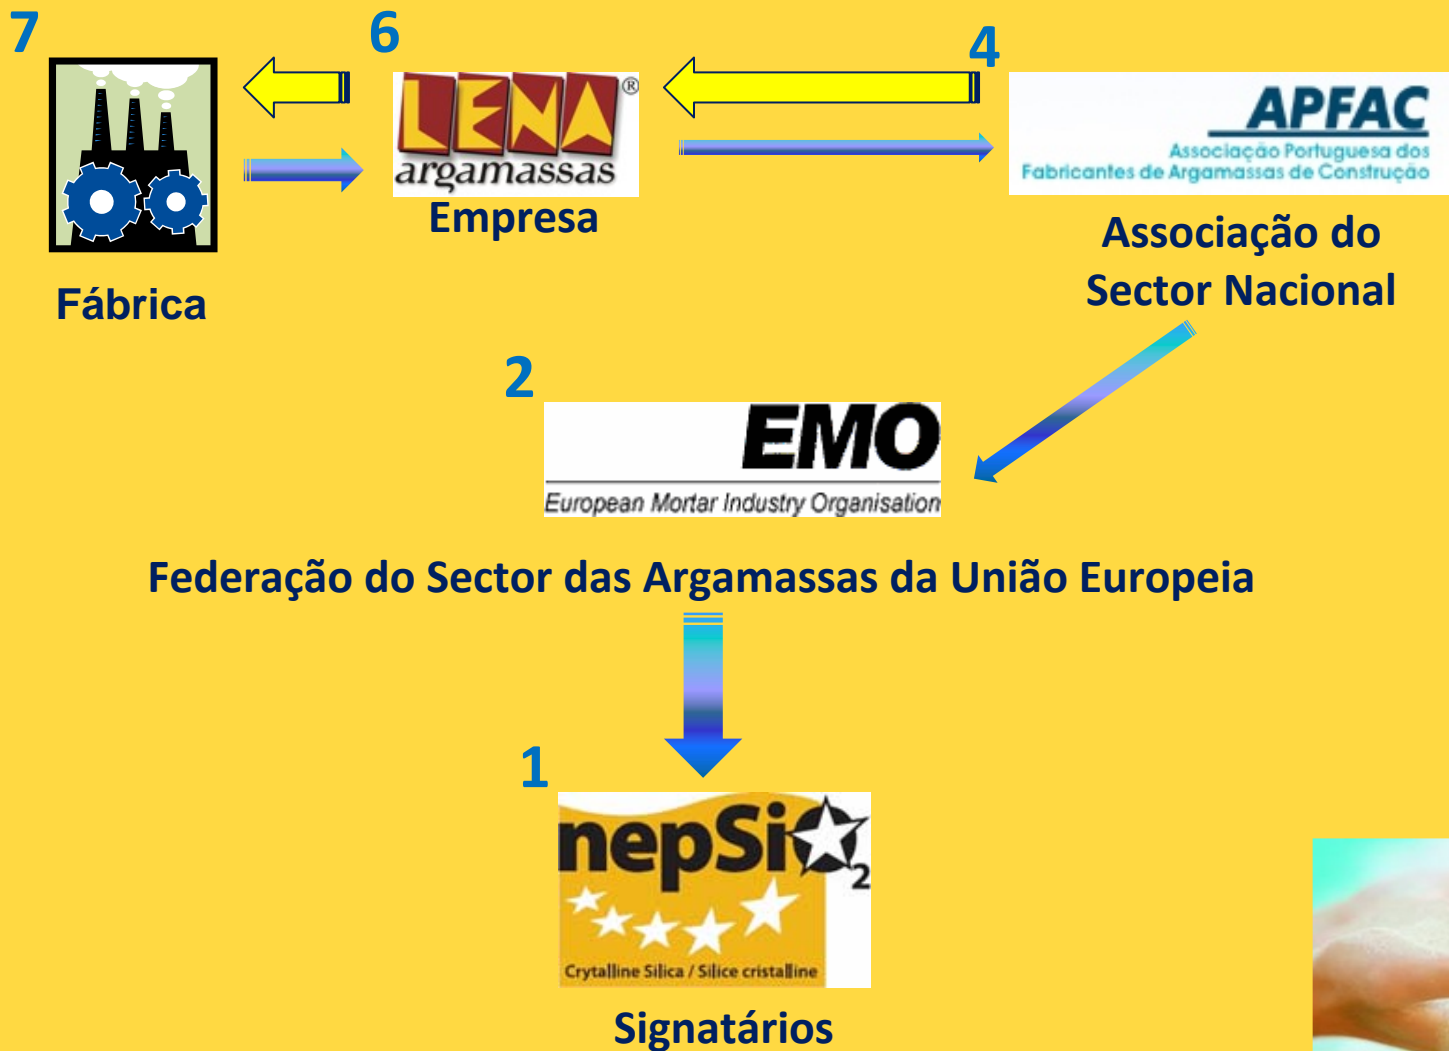 7
6
4
LENA®
argamassas
APFAC
Associação Portuguesa dos
Fabricantes de Argamassas de Construção
Empresa
Associação do
Sector Nacional
Fábrica
2
EMO
European Mortar Industry Organisation
Federação do Sector das Argamassas da União Europeia
1
nepSiO2
Crytalline Silica / Silice cristalline
Signatários